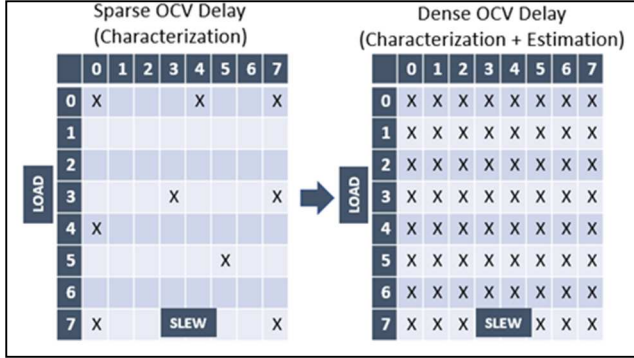 Sparse OCV Delay
(Characterization)
0 1 2 3 4 5 6 7
0 X X X
1
2
3 X X
4 X
5 X
6
7 X SLEW X
LOAD
Dense OCV Delay
(Characterization + Estimation)
0 1 2 3 4 5 6 7
0 X X X X X X X X
1 X X X X X X X X
2 X X X X X X X X
3 X X X X X X X X
4 X X X X X X X X
5 X X X X X X X X
6 X X X X X X X X
7 X X X SLEW X X X
LOAD